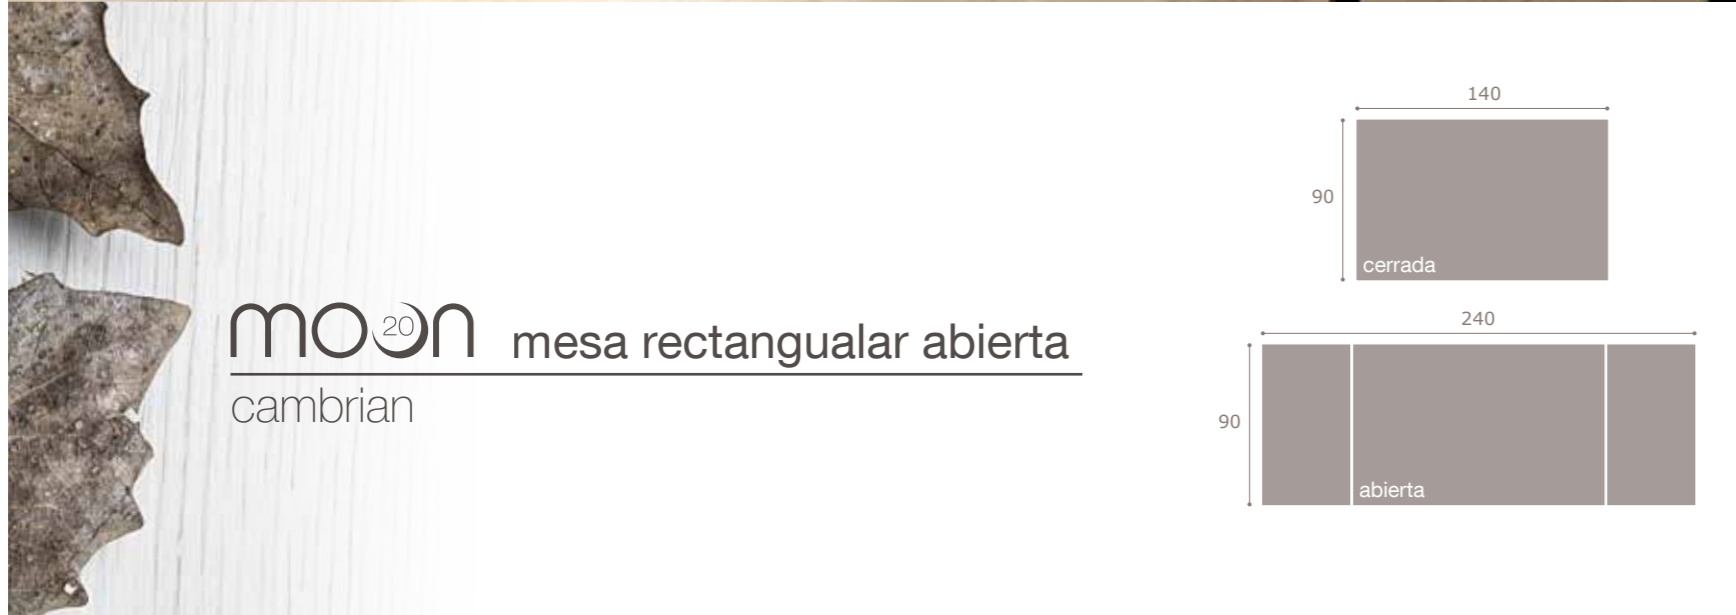 moon 20 mesa rectangualar abierta
cambrian
140
90
cerrada
240
90
abierta